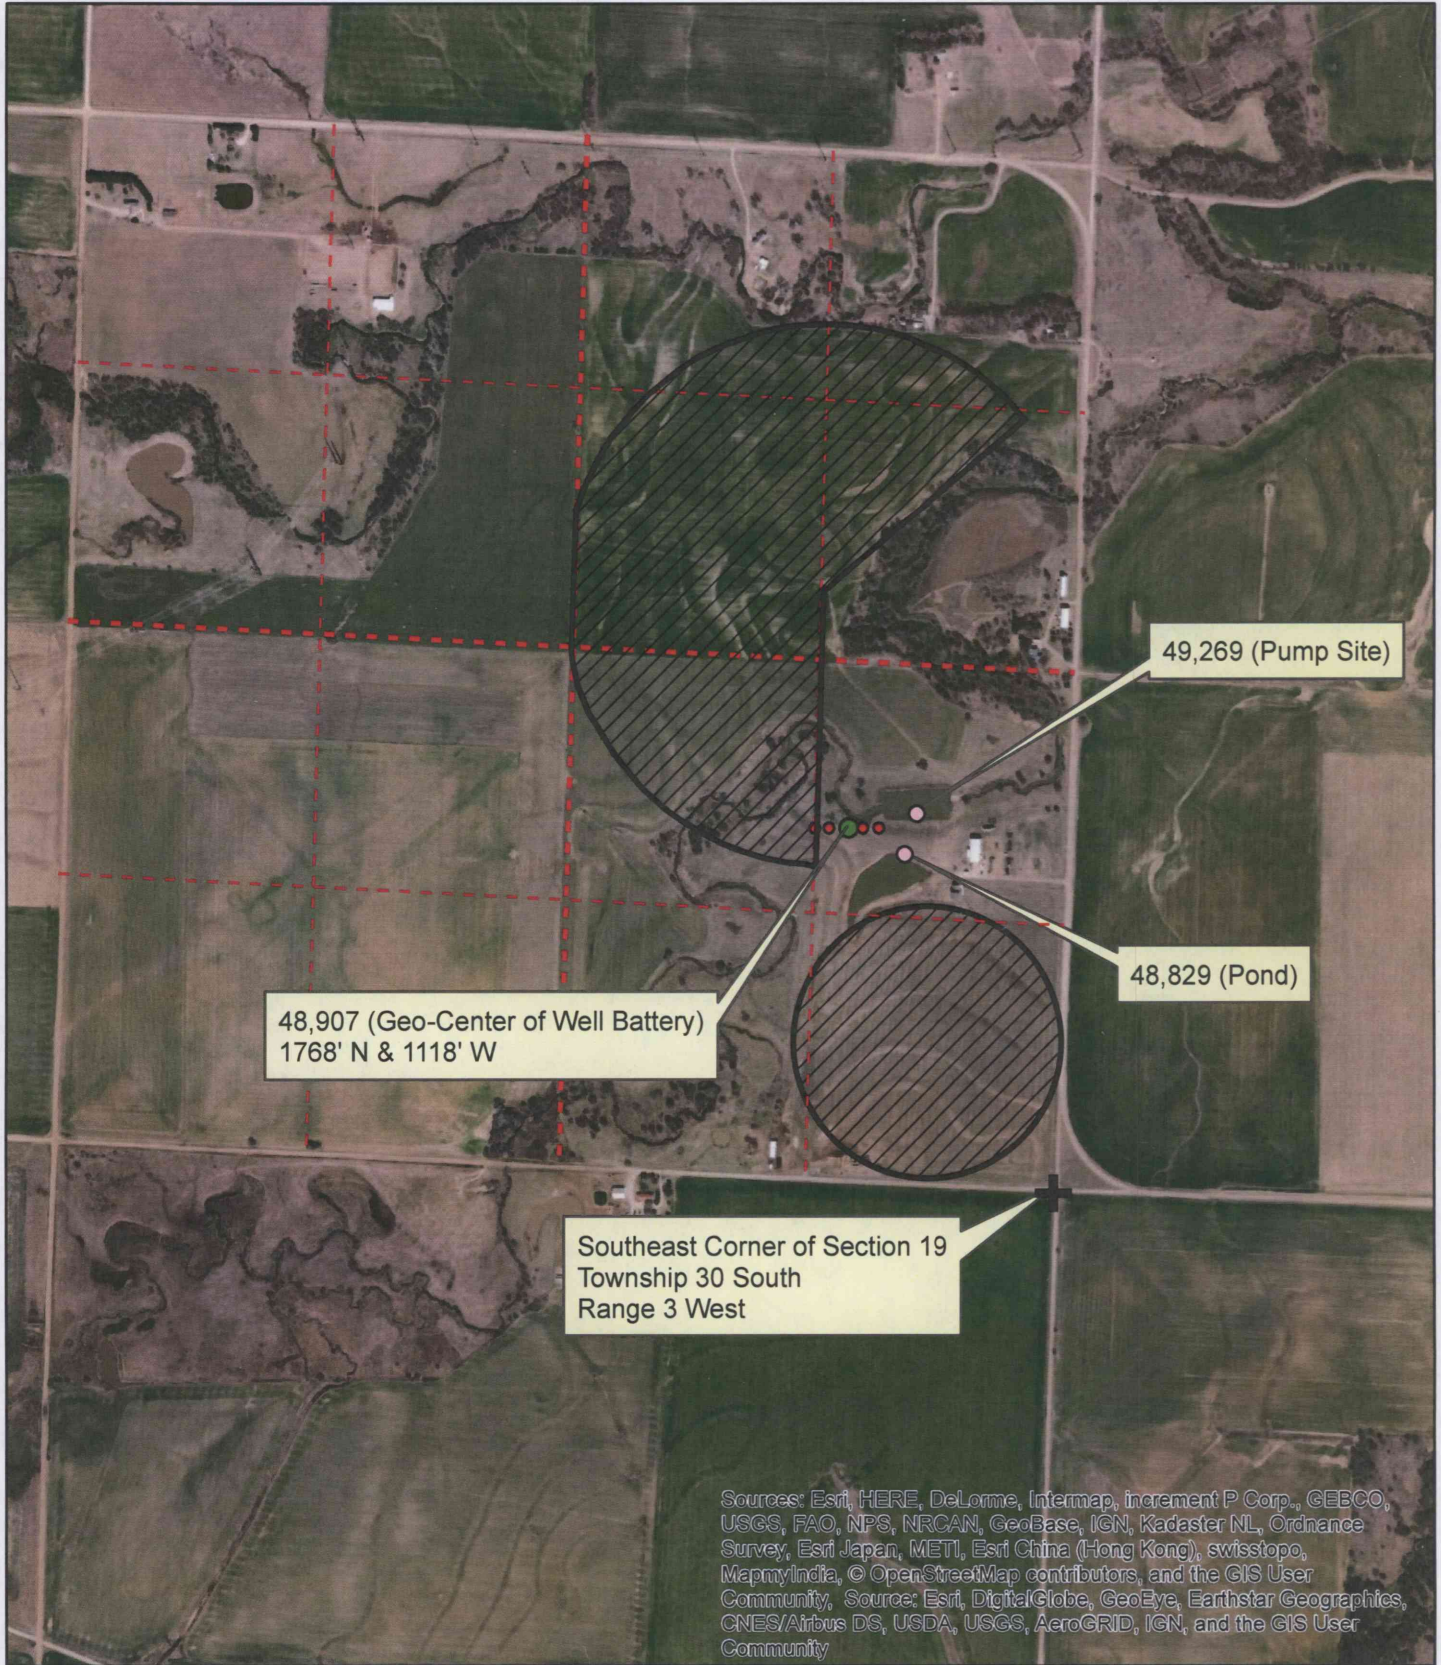 49,269 (Pump Site)
48,829 (Pond)
48,907 (Geo-Center of Well Battery)
1768' N & 1118' W
Southeast Corner of Section 19
Township 30 South
Range 3 West
Sources: Esri, HERE, DeLorme, Intermap, increment P Corp., GEBCO,
USGS, FAO, NPS, NRCAN, GeoBase, IGN, Kadaster NL, Ordnance
Survey, Esri Japan, METI, Esri China (Hong Kong), swisstopo,
MapmyIndia, © OpenStreetMap contributors, and the GIS User
Community, Source: Esri, DigitalGlobe, GeoEye, Earthstar Geographics,
CNES/Airbus DS, USDA, USGS, AeroGRID, IGN, and the GIS User
Community